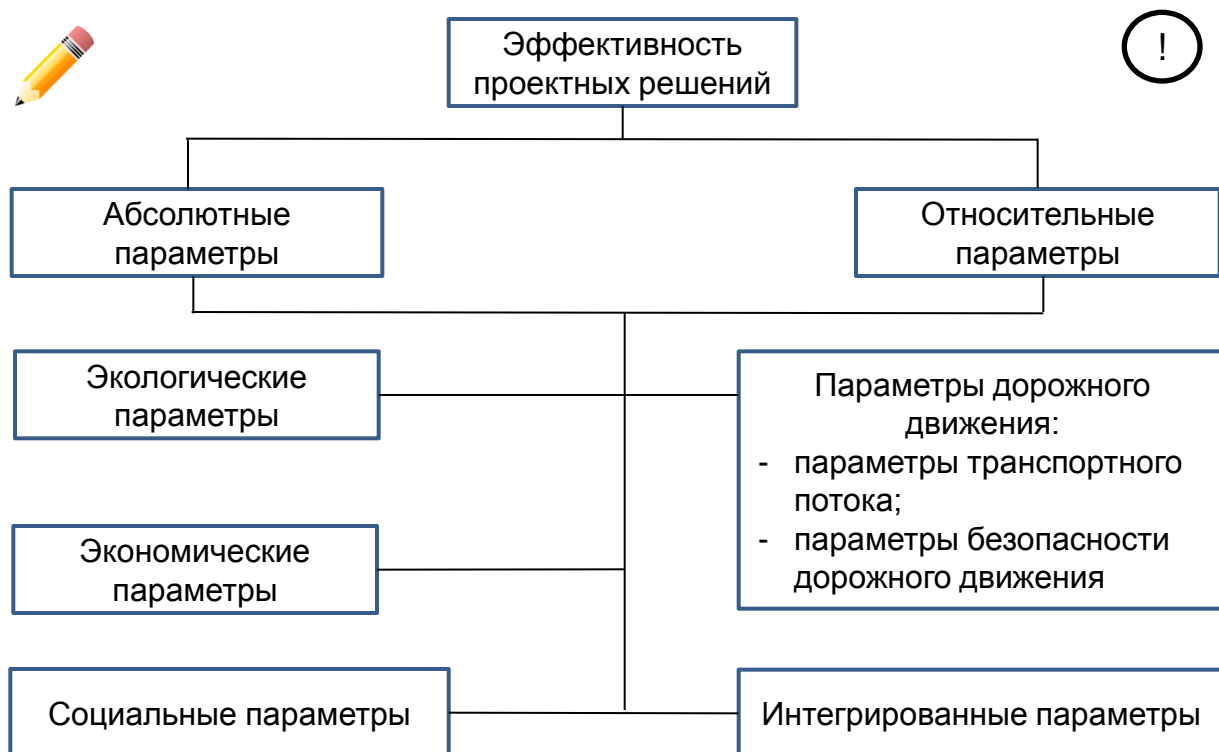 Эффективность
проектных решений
!
Абсолютные
параметры
Относительные
параметры
Экологические
параметры
Параметры дорожного
движения:
- параметры транспортного
потока;
- параметры безопасности
дорожного движения
Экономические
параметры
Социальные параметры
Интегрированные параметры